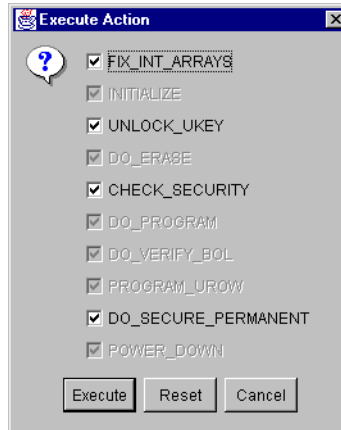 Execute Action
FIX_INT_ARRAYS
INITIALIZE
UNLOCK_UKEY
DO_ERASE
CHECK_SECURITY
DO_PROGRAM
DO_VERIFY_BOL
PROGRAM_UROW
DO_SECURE_PERMANENT
POWER_DOWN
Execute Reset Cancel